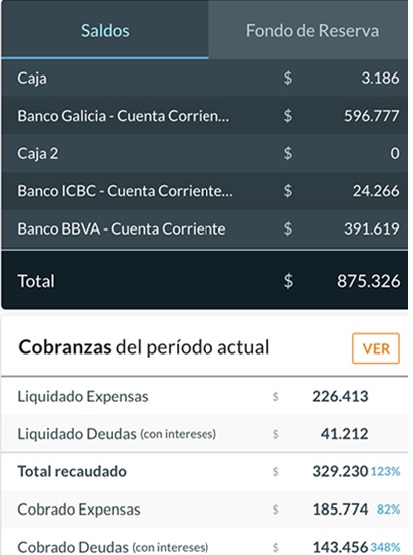 Saldos Fondo de Reserva
Caja $ 3.186
Banco Galicia - Cuenta Corrien... $ 596.777
Caja 2 $ 0
Banco ICBC - Cuenta Corriente... $ 24.266
Banco BBVA - Cuenta Corriente $ 391.619
Total $ 875.326
Cobranzas del período actual VER
Liquidado Expensas $ 226.413
Liquidado Deudas (con intereses) $ 41.212
Total recaudado $ 329.230 123%
Cobrado Expensas $ 185.774 82%
Cobrado Deudas (con intereses) $ 143.456 348%